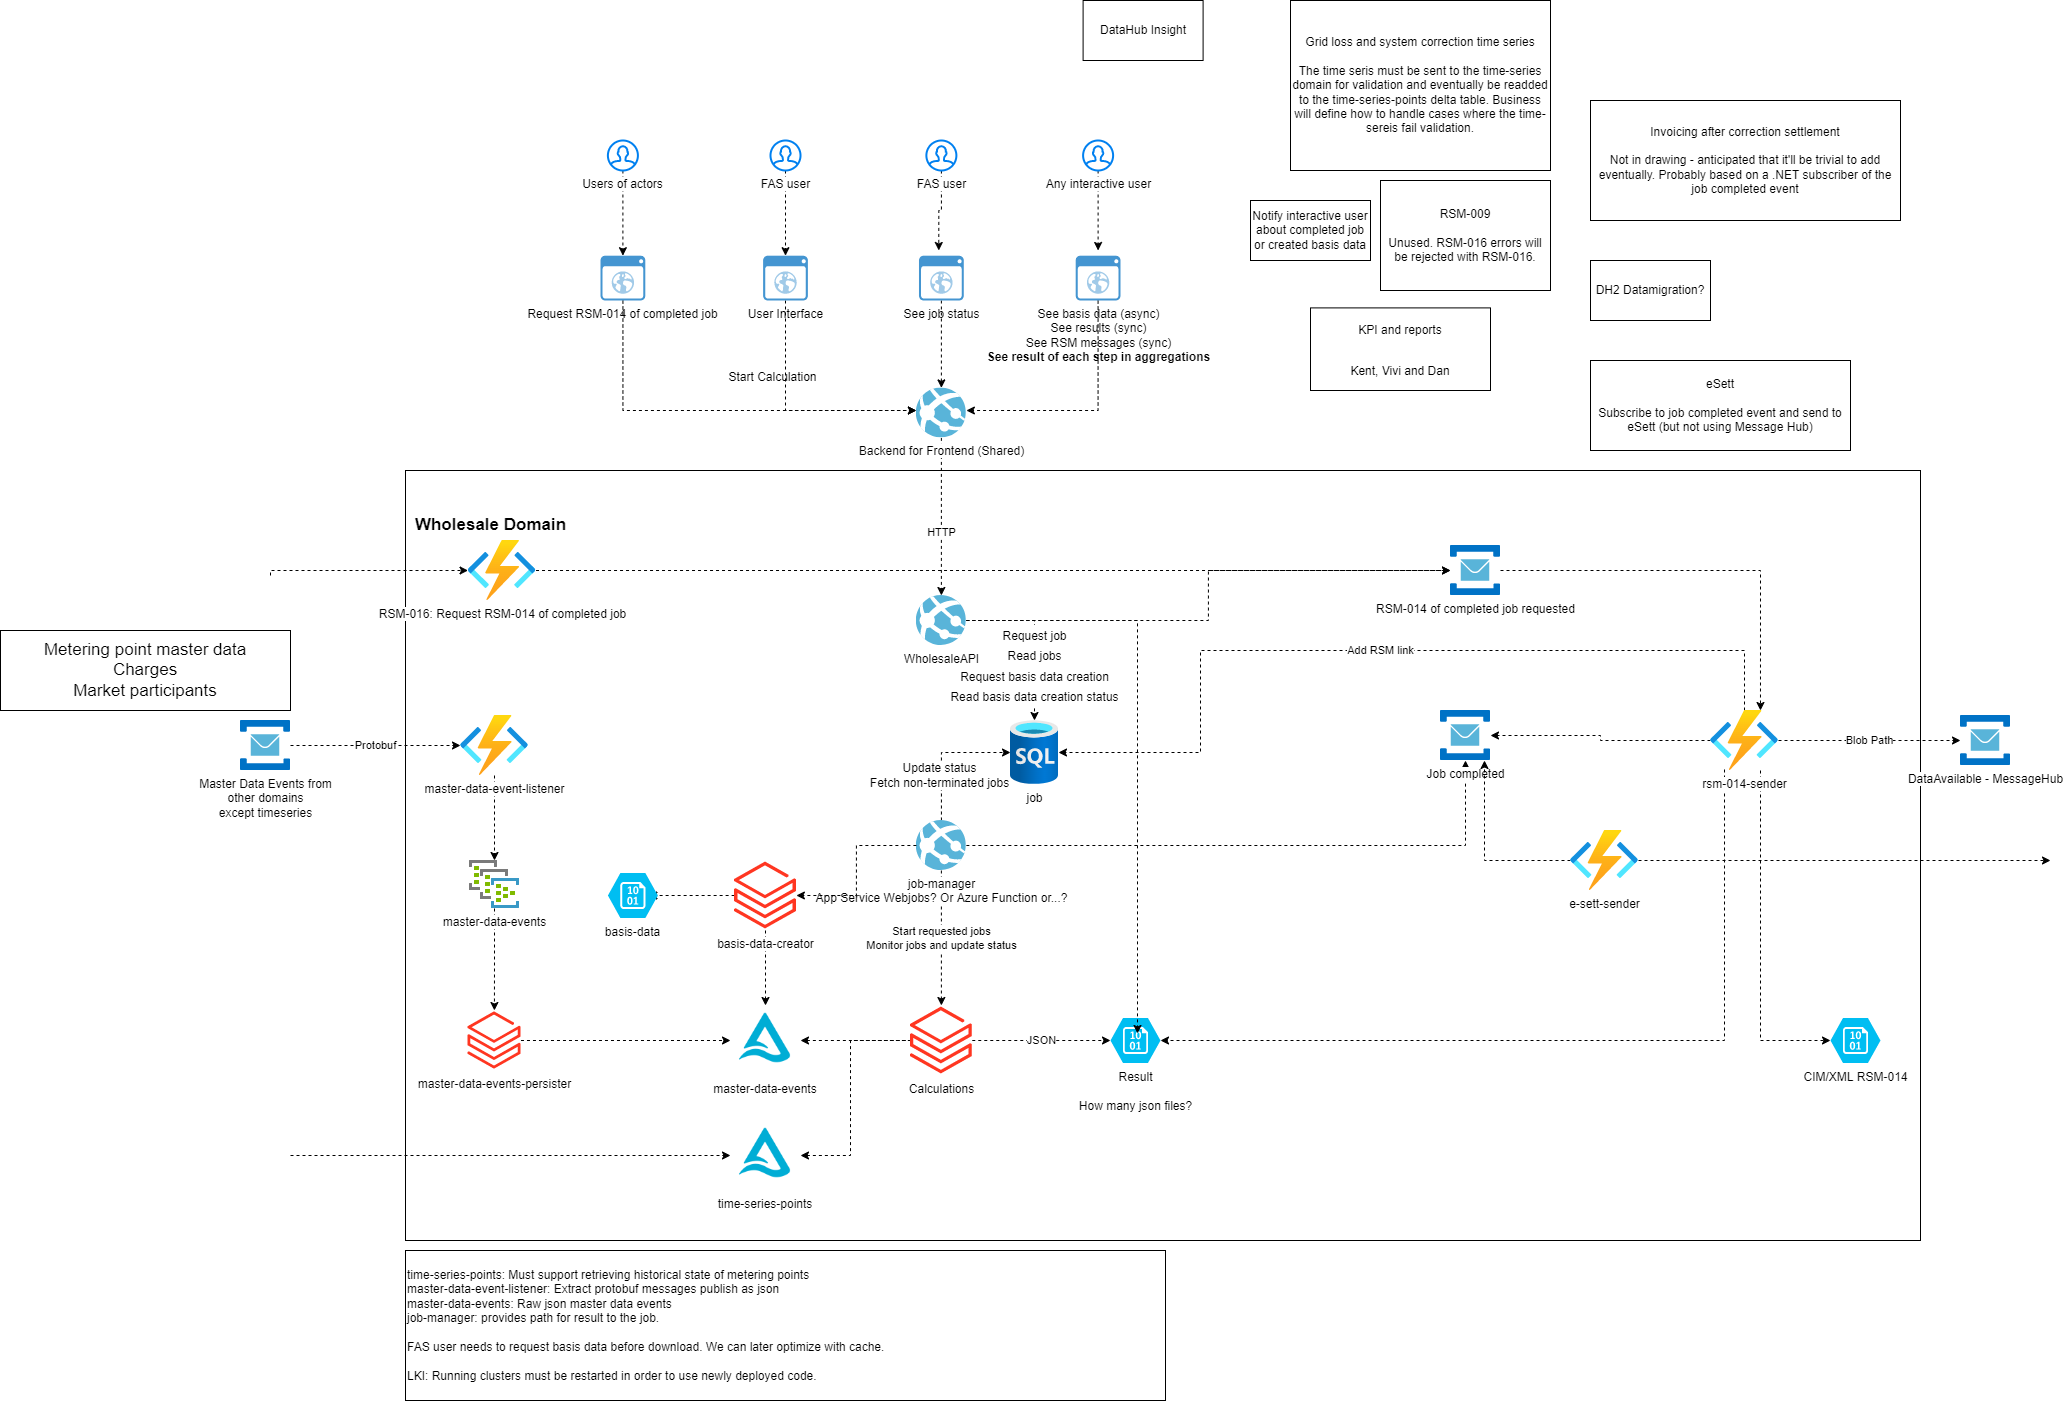 DataHub Insight
Grid loss and system correction time series
The time seris must be sent to the time-series
domain for validation and eventually be readded
to the time-series-points delta table. Business
will define how to handle cases where the time-
sereis fail validation.
Invoicing after correction settlement
Not in drawing - anticipated that it'll be trivial to add
eventually. Probably based on a .NET subscriber of the
job completed event
Users of actors
FAS user
FAS user
Any interactive user
Notify interactive user
about completed job
or created basis data
RSM-009
Unused. RSM-016 errors will
be rejected with RSM-016.
DH2 Datamigration?
Request RSM-014 of completed job
User Interface
See job status
See basis data (async)
See results (sync)
See RSM messages (sync)
See result of each step in aggregations
KPI and reports
Kent, Vivi and Dan
Start Calculation
eSett
Subscribe to job completed event and send to
eSett (but not using Message Hub)
Backend for Frontend (Shared)
Wholesale Domain
HTTP
RSM-016: Request RSM-014 of completed job
RSM-014 of completed job requested
Metering point master data
Charges
Market participants
WholesaleAPI
Request job
Read jobs
Request basis data creation
Read basis data creation status
Add RSM link
Protobuf
Master Data Events from
other domains
except timeseries
master-data-event-listener
Update status
Fetch non-terminated jobs
SQL
job
Job completed
rsm-014-sender
Blob Path
DataAvailable - MessageHub
master-data-events
10
01
basis-data
basis-data-creator
job-manager
App Service Webjobs? Or Azure Function or...?
Start requested jobs
Monitor jobs and update status
e-sett-sender
master-data-events-persister
master-data-events
Calculations
JSON
10
01
Result
How many json files?
10
01
CIM/XML RSM-014
time-series-points
time-series-points: Must support retrieving historical state of metering points
master-data-event-listener: Extract protobuf messages publish as json
master-data-events: Raw json master data events
job-manager: provides path for result to the job.
FAS user needs to request basis data before download. We can later optimize with cache.
LKI: Running clusters must be restarted in order to use newly deployed code.